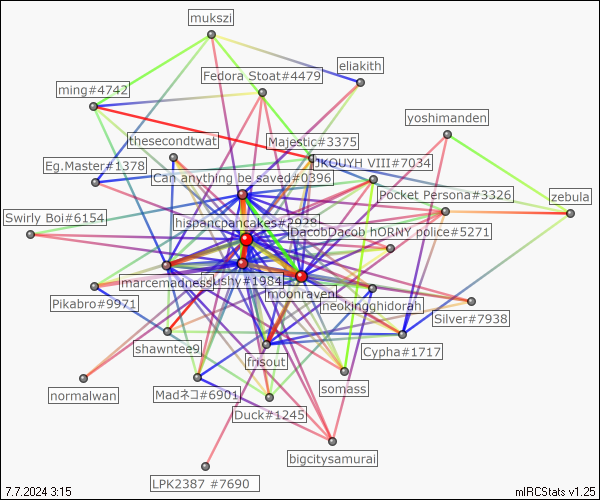 mukszi
eliakith
Fedora Stoat#4479
ming#4742
yoshimanden
thesecondtwat
Majestic#3375
Eg.Master#1378
JKOUYH VIII#7034
Can anything be saved#0396
Pocket Persona#3326
zebula
Swirly Boi#6154
hispancpancakes#2928
DacobDacob hORNY police#5271
marcemadness
ushy#1984
moonraven
Pikabro#9971
neokingghidorah
Silver#7938
shawntee9
Cypha#1717
frisout
normalwan
Madネコ#6901
somass
Duck#1245
bigcitysamurai
LPK2387 #7690
7.7.2024 3:15
mIRCStats v1.25